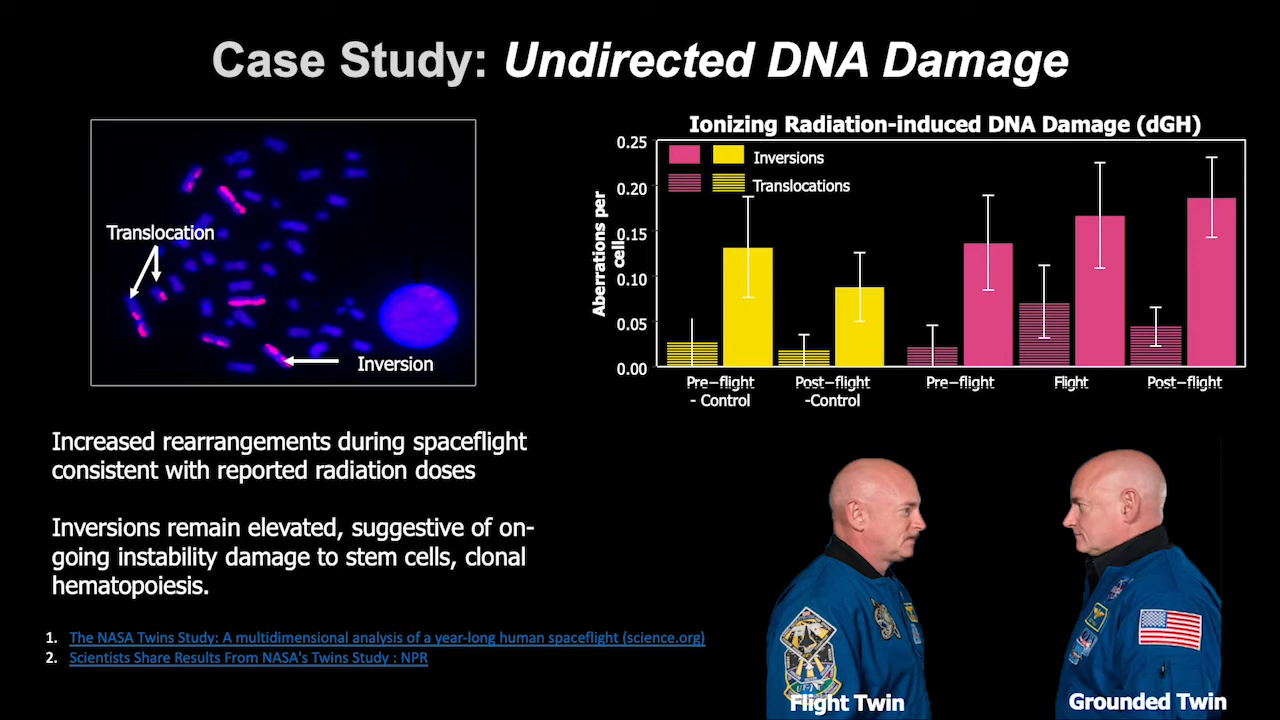 Case Study: Undirected DNA Damage
Translocation
Inversion
Ionizing Radiation-induced DNA Damage (dGH)
Aberrations per
cell
0.25
0.20
0.15
0.10
0.05
0.00
Inversions
Translocations
Pre−flight
- Control
Post−flight
-Control
Pre−flight
Flight
Post−flight
Increased rearrangements during spaceflight
consistent with reported radiation doses
Inversions remain elevated, suggestive of on-
going instability damage to stem cells, clonal
hematopoiesis.
1. The NASA Twins Study: A multidimensional analysis of a year-long human spaceflight (science.org)
2. Scientists Share Results From NASA's Twins Study : NPR
Flight Twin
Grounded Twin